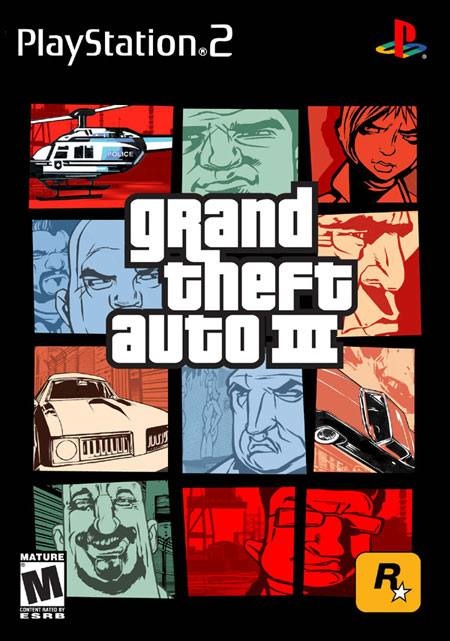 PlayStation®2
POLICE
grand
theft
auto III
MATURE
M
CONTENT RATED BY
ESRB
R